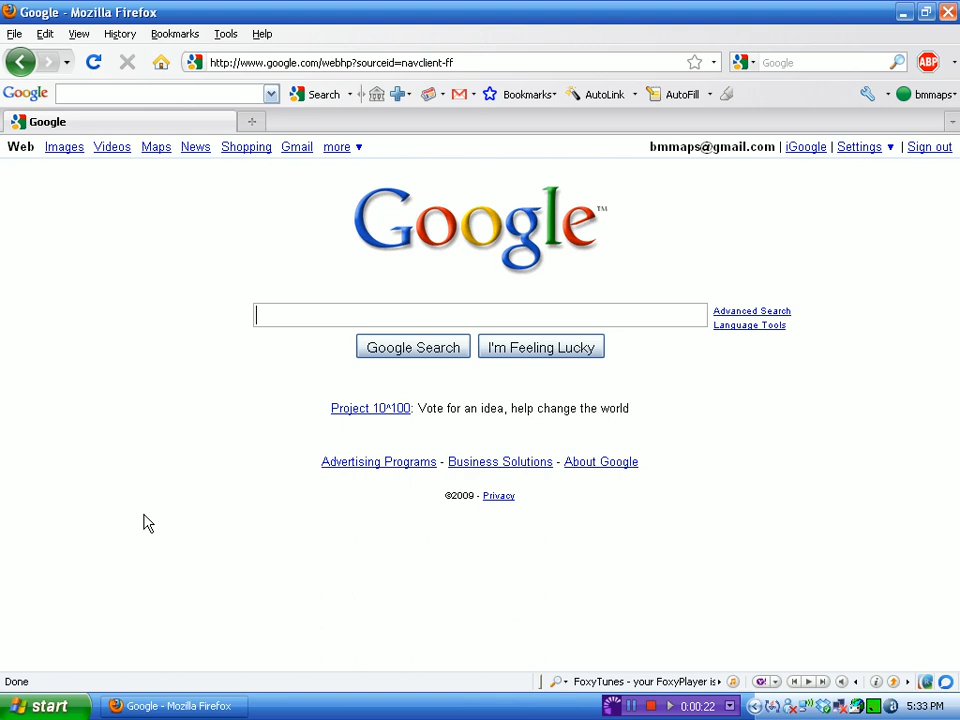 Google - Mozilla Firefox
File Edit View History Bookmarks Tools Help
http://www.google.com/webhp?sourceid=navclient-ff Google ABP
Google Search Bookmarks AutoLink AutoFill bmmaps
Google
Web Images Videos Maps News Shopping Gmail more bmmaps@gmail.com | iGoogle | Settings | Sign out
Google™
Advanced Search
Language Tools
Google Search I'm Feeling Lucky
Project 10^100: Vote for an idea, help change the world
Advertising Programs - Business Solutions - About Google
©2009 - Privacy
Done FoxyTunes - your FoxyPlayer is
start Google - Mozilla Firefox 0:00:22 5:33 PM